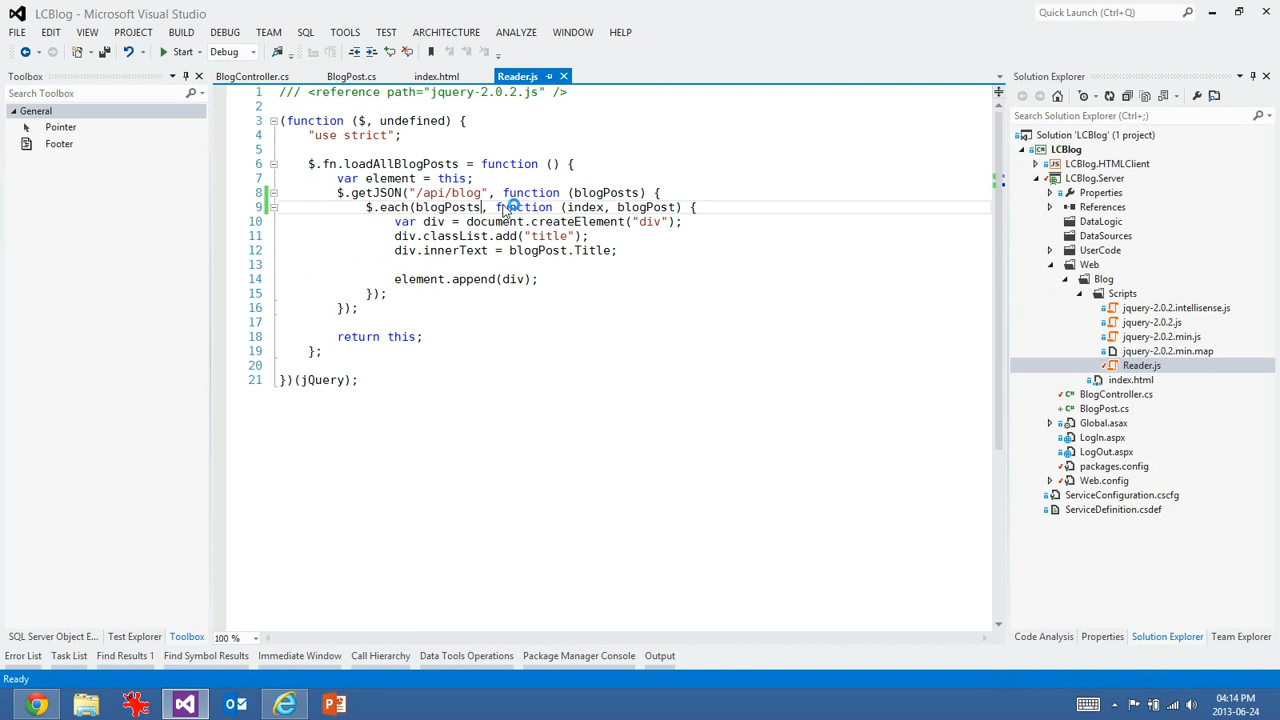 LCBlog - Microsoft Visual Studio
Quick Launch (Ctrl+Q)
FILE EDIT VIEW PROJECT BUILD DEBUG TEAM SQL TOOLS TEST ARCHITECTURE ANALYZE WINDOW HELP
Start Debug
Toolbox
Search Toolbox
General
Pointer
Footer
BlogController.cs BlogPost.cs index.html Reader.js
1 /// <reference path="jquery-2.0.2.js" />
2
3 (function ($, undefined) {
4 "use strict";
5
6 $.fn.loadAllBlogPosts = function () {
7 var element = this;
8 $.getJSON("/api/blog", function (blogPosts) {
9 $.each(blogPosts, function (index, blogPost) {
10 var div = document.createElement("div");
11 div.classList.add("title");
12 div.innerText = blogPost.Title;
13
14 element.append(div);
15 });
16 });
17
18 return this;
19 };
20
21 })(jQuery);
100 %
Solution Explorer
Search Solution Explorer (Ctrl+;)
Solution 'LCBlog' (1 project)
LCBlog
LCBlog.HTMLClient
LCBlog.Server
Properties
References
DataLogic
DataSources
UserCode
Web
Blog
Scripts
jquery-2.0.2.intellisense.js
jquery-2.0.2.js
jquery-2.0.2.min.js
jquery-2.0.2.min.map
Reader.js
index.html
BlogController.cs
BlogPost.cs
Global.asax
LogIn.aspx
LogOut.aspx
packages.config
Web.config
ServiceConfiguration.cscfg
ServiceDefinition.csdef
SQL Server Object E... Test Explorer Toolbox
Code Analysis Properties Solution Explorer Team Explorer
Error List Task List Find Results 1 Find Symbol Results Immediate Window Call Hierarchy Data Tools Operations Package Manager Console Output
Ready
04:14 PM
2013-06-24